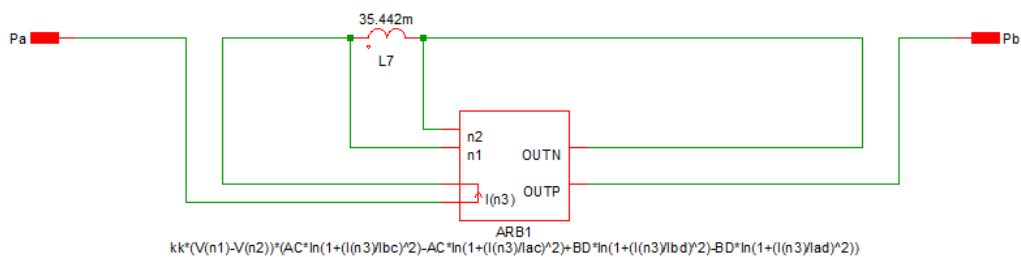 35.442m
Pa
Pb
L7
n2
n1
OUTN
OUTP
I(n3)
ARB1
kk*(V(n1)-V(n2))*(AC*ln(1+(I(n3)/Ibc)^2)-AC*ln(1+(I(n3)/Iac)^2)+BD*ln(1+(I(n3)/Ibd)^2)-BD*ln(1+(I(n3)/Iad)^2))